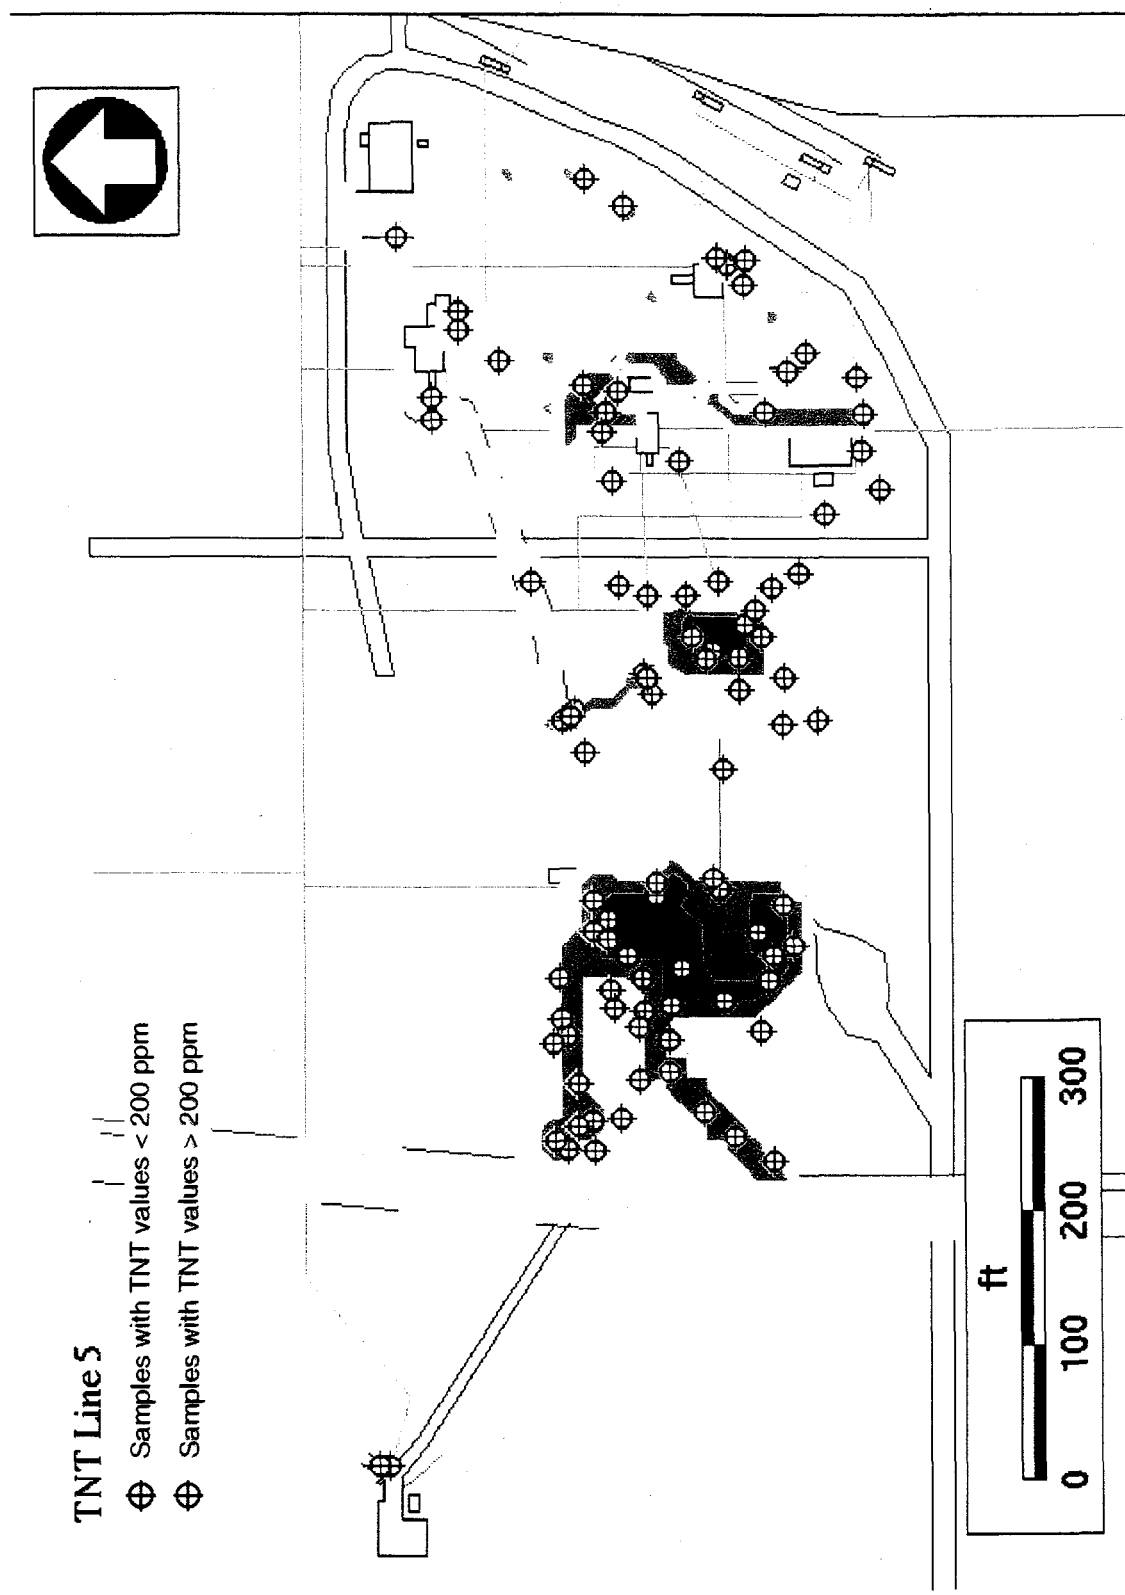 TNT Line 5
Samples with TNT values < 200 ppm
Samples with TNT values > 200 ppm
ft
0 100 200 300